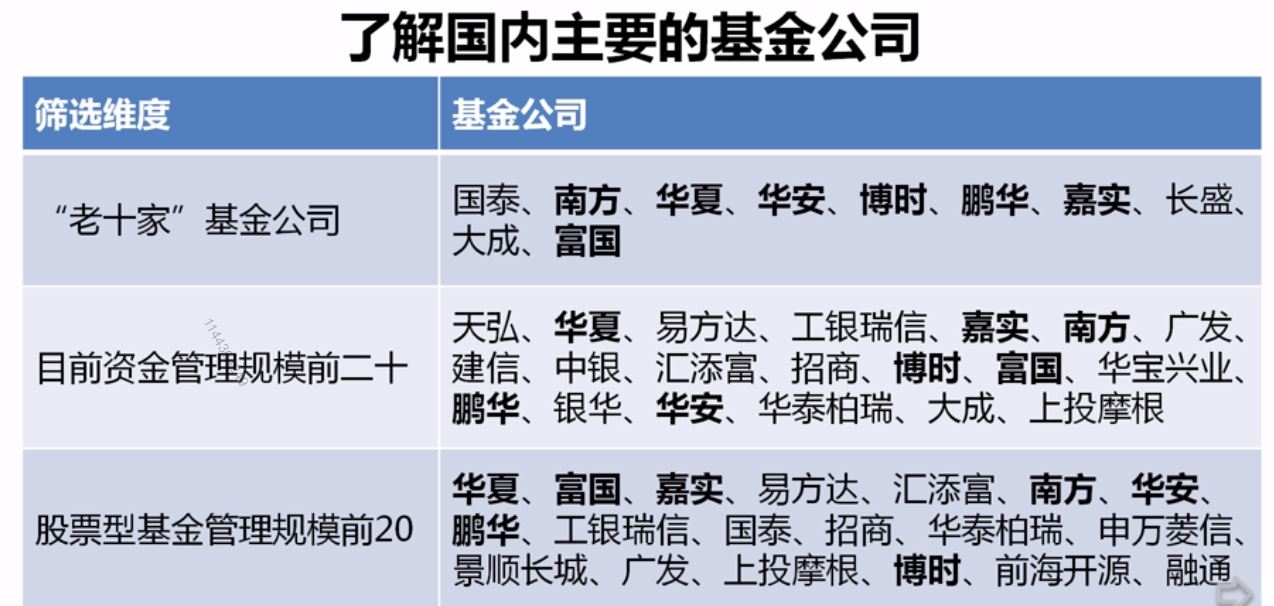 了解国内主要的基金公司
筛选维度
基金公司
“老十家”基金公司
国泰、南方、华夏、华安、博时、鹏华、嘉实、长盛、
大成、富国
目前资金管理规模前二十
天弘、华夏、易方达、工银瑞信、嘉实、南方、广发、
建信、中银、汇添富、招商、博时、富国、华宝兴业、
鹏华、银华、华安、华泰柏瑞、大成、上投摩根
股票型基金管理规模前20
华夏、富国、嘉实、易方达、汇添富、南方、华安、
鹏华、工银瑞信、国泰、招商、华泰柏瑞、申万菱信、
景顺长城、广发、上投摩根、博时、前海开源、融通